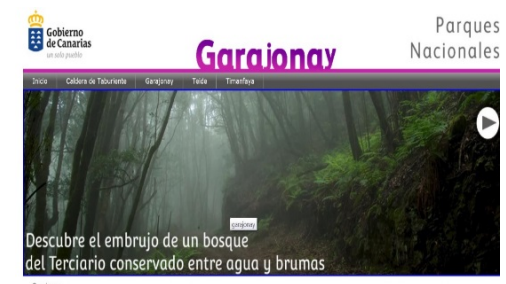 Gobierno
de Canarias
un solo pueblo
Garajonay
Parques
Nacionales
Inicio Caldera de Taburiente Garajonay Teide Timanfaya
garajonay
Descubre el embrujo de un bosque
del Terciario conservado entre agua y brumas